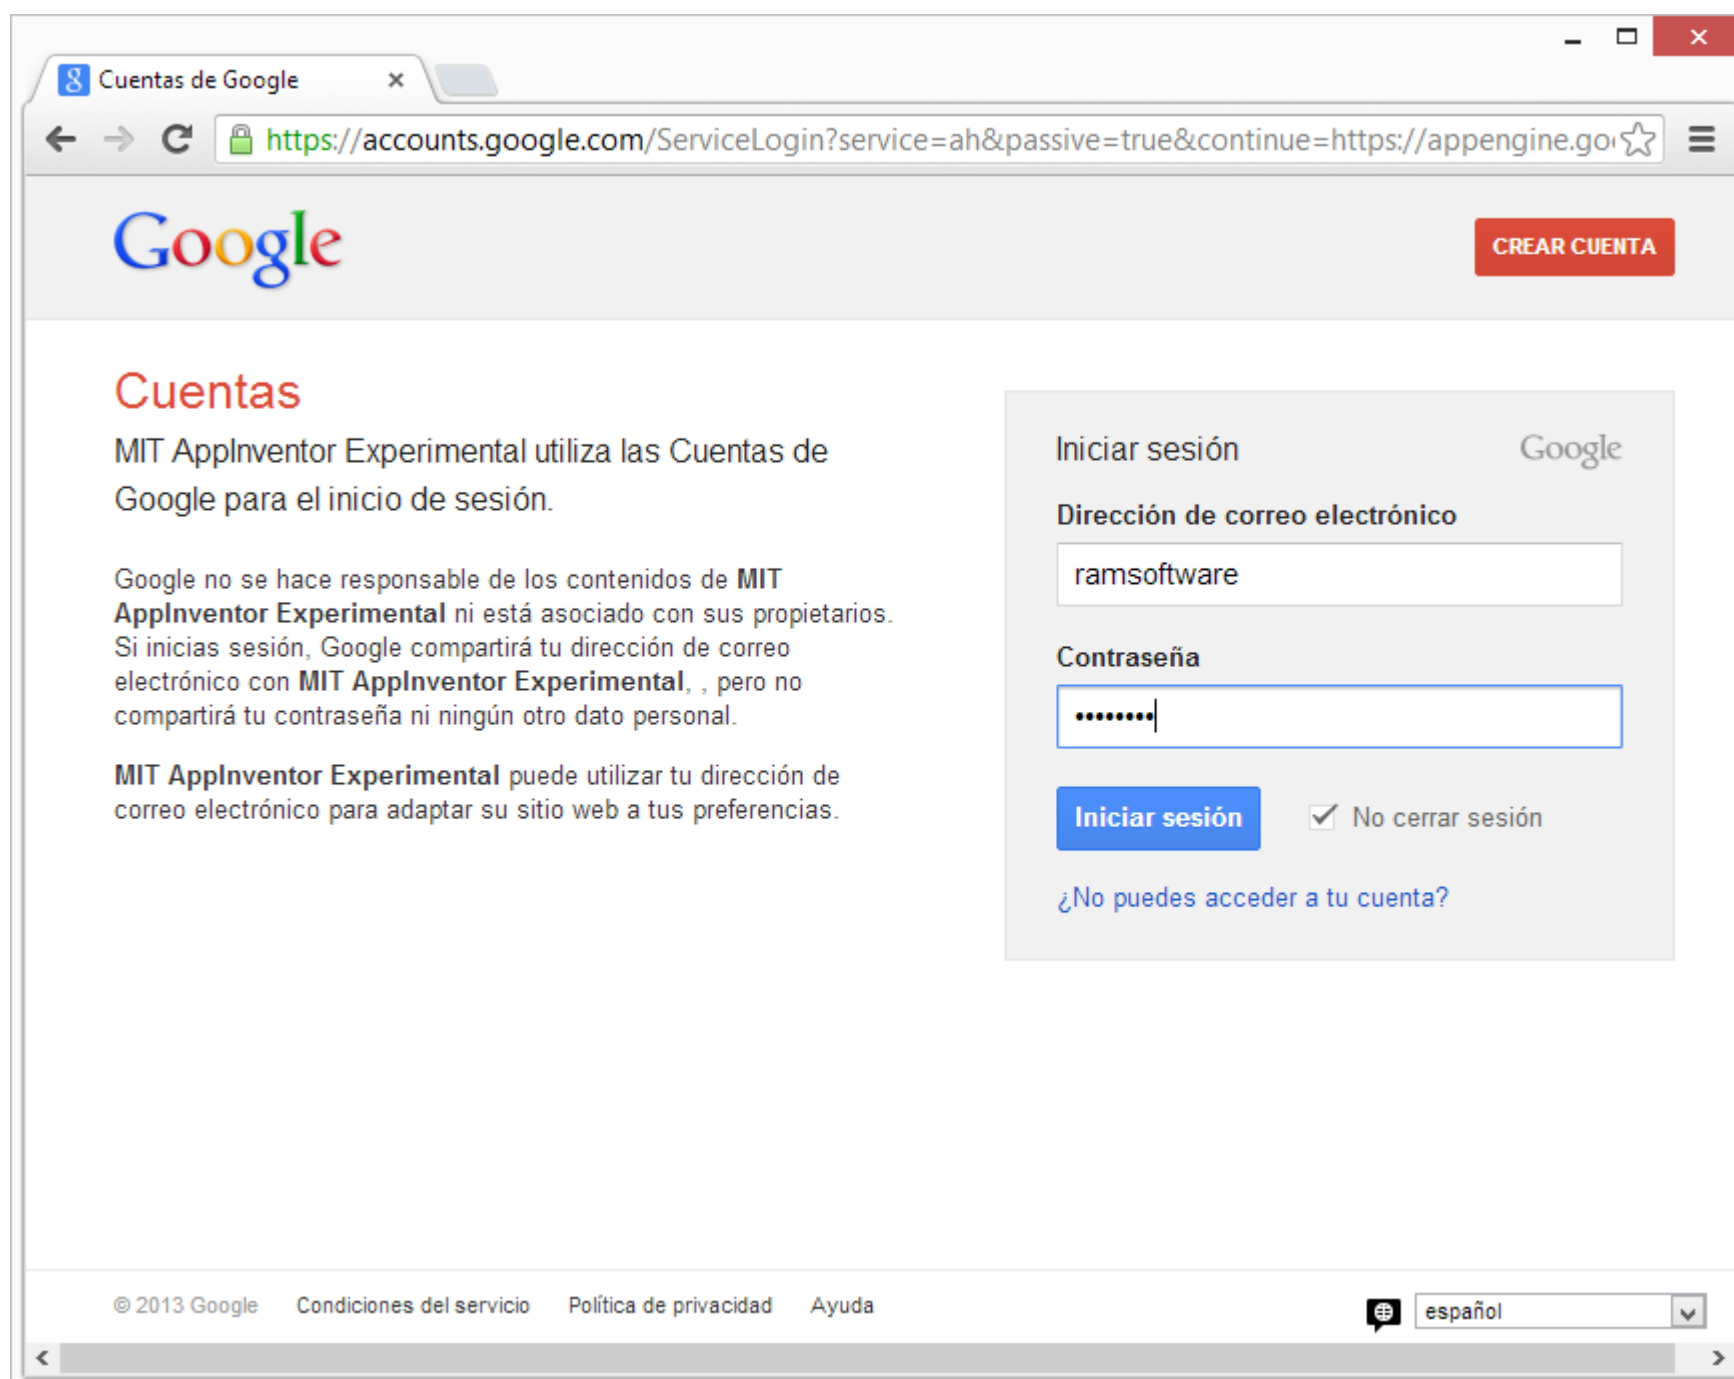 Cuentas de Google
https://accounts.google.com/ServiceLogin?service=ah&passive=true&continue=https://appengine.go
Google
CREAR CUENTA
Cuentas
MIT AppInventor Experimental utiliza las Cuentas de
Google para el inicio de sesión.
Google no se hace responsable de los contenidos de MIT
AppInventor Experimental ni está asociado con sus propietarios.
Si inicias sesión, Google compartirá tu dirección de correo
electrónico con MIT AppInventor Experimental, , pero no
compartirá tu contraseña ni ningún otro dato personal.
MIT AppInventor Experimental puede utilizar tu dirección de
correo electrónico para adaptar su sitio web a tus preferencias.
Iniciar sesión
Google
Dirección de correo electrónico
ramsoftware
Contraseña
••••••••
Iniciar sesión
No cerrar sesión
¿No puedes acceder a tu cuenta?
© 2013 Google Condiciones del servicio Política de privacidad Ayuda
español